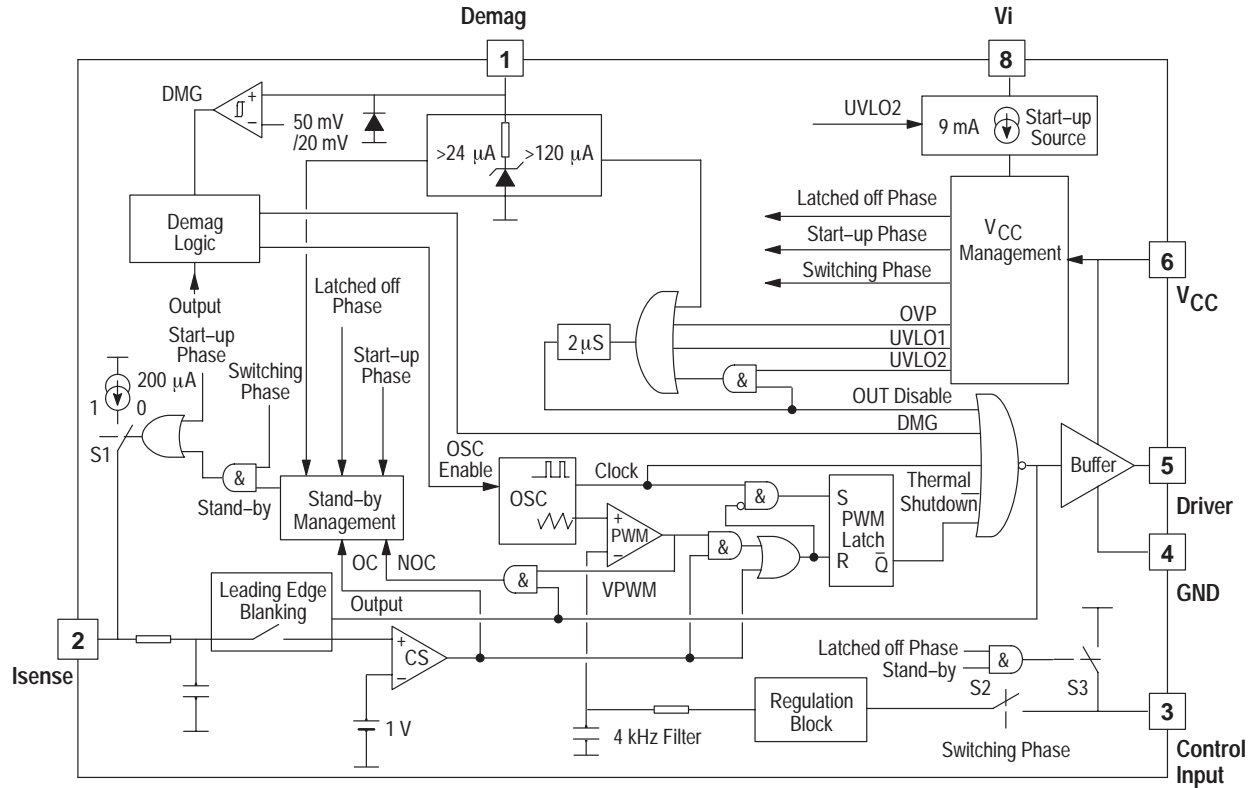 Demag
Vi
1
8
DMG
+
–
50 mV
/20 mV
UVLO2
9 mA
Start–up
Source
>24 μA
>120 μA
Demag
Logic
Latched off Phase
Start–up Phase
Switching Phase
VCC
Management
6
VCC
Output
Latched off
Phase
OVP
UVLO1
UVLO2
2 μS
&
Start–up
Phase
Switching
Phase
Start–up
Phase
200 μA
1
0
S1
OUT Disable
DMG
OSC
Enable
Clock
OSC
&
Stand–by
Stand–by
Management
+
PWM
–
&
&
S
PWM
Latch
R
Q
Thermal
Shutdown
Buffer
5
Driver
4
GND
OC
NOC
&
VPWM
Leading Edge
Blanking
Output
2
Isense
+
CS
–
1 V
4 kHz Filter
Regulation
Block
Latched off Phase
Stand–by
&
S2
S3
Switching Phase
3
Control
Input